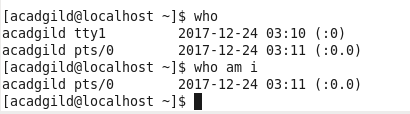 [acadgild@localhost ~]$ who
acadgild tty1         2017-12-24 03:10 (:0)
acadgild pts/0        2017-12-24 03:11 (:0.0)
[acadgild@localhost ~]$ who am i
acadgild pts/0        2017-12-24 03:11 (:0.0)
[acadgild@localhost ~]$